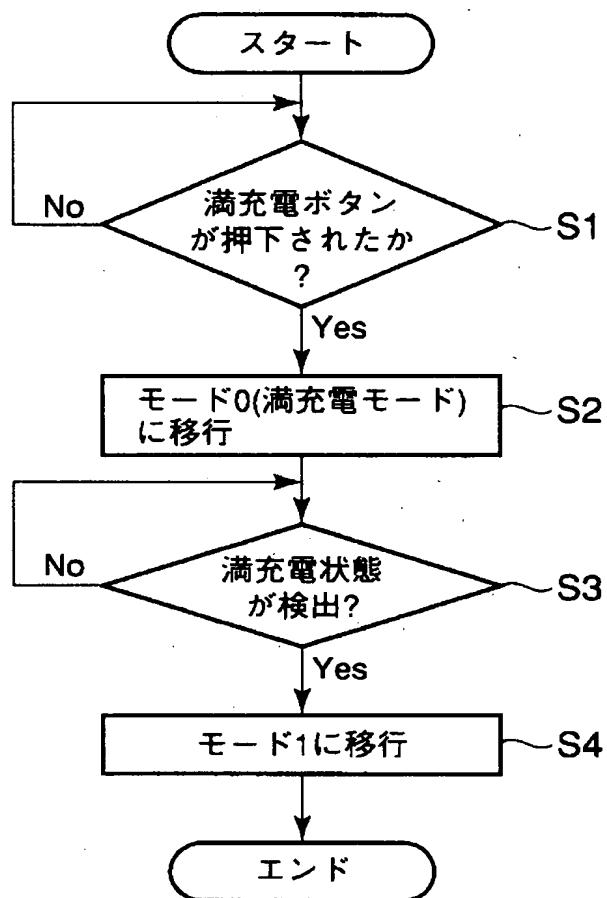 スタート
満充電ボタン
が押下されたか
?
No
S1
Yes
モード0(満充電モード)
に移行
S2
満充電状態
が検出?
No
S3
Yes
モード1に移行
S4
エンド